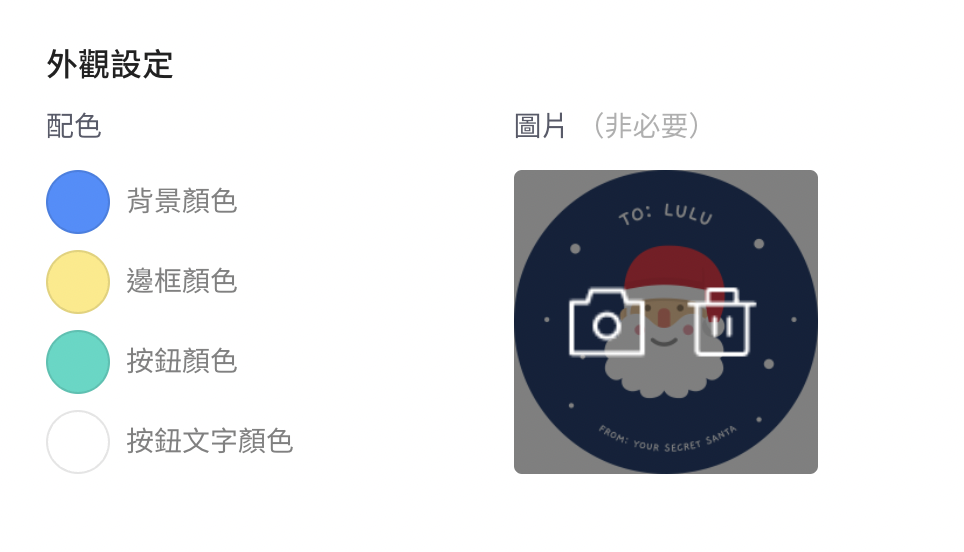 外觀設定
配色
背景顏色
邊框顏色
按鈕顏色
按鈕文字顏色
圖片 （非必要）
TO: LULU
FROM: YOUR SECRET SANTA